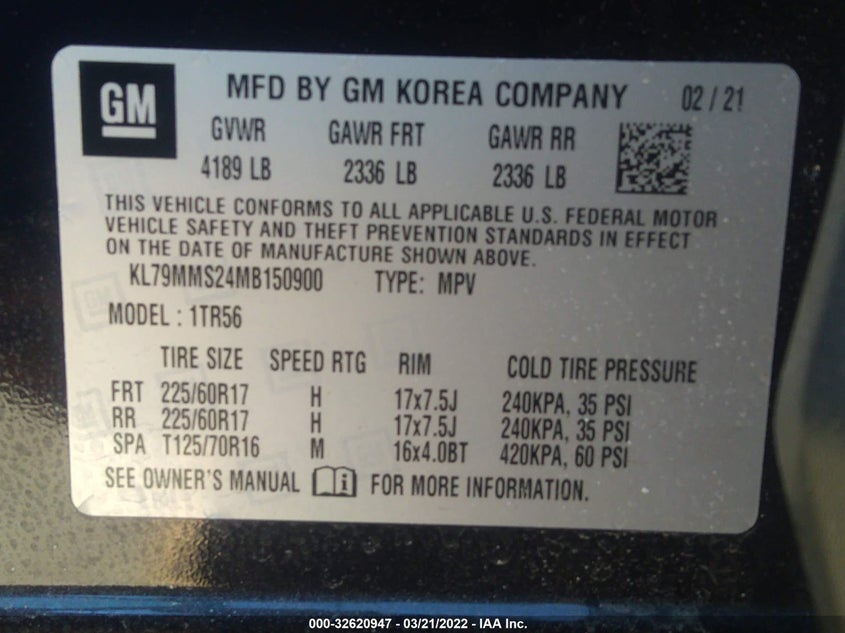 GM MFD BY GM KOREA COMPANY 02 / 21
GVWR GAWR FRT GAWR RR
4189 LB 2336 LB 2336 LB
THIS VEHICLE CONFORMS TO ALL APPLICABLE U.S. FEDERAL MOTOR
VEHICLE SAFETY AND THEFT PREVENTION STANDARDS IN EFFECT
ON THE DATE OF MANUFACTURE SHOWN ABOVE.
KL79MMS24MB150900 TYPE: MPV
MODEL : 1TR56
TIRE SIZE SPEED RTG RIM COLD TIRE PRESSURE
FRT 225/60R17 H 17x7.5J 240KPA, 35 PSI
RR 225/60R17 H 17x7.5J 240KPA, 35 PSI
SPA T125/70R16 M 16x4.0BT 420KPA, 60 PSI
SEE OWNER'S MANUAL i FOR MORE INFORMATION.
000-32620947 - 03/21/2022 - IAA Inc.